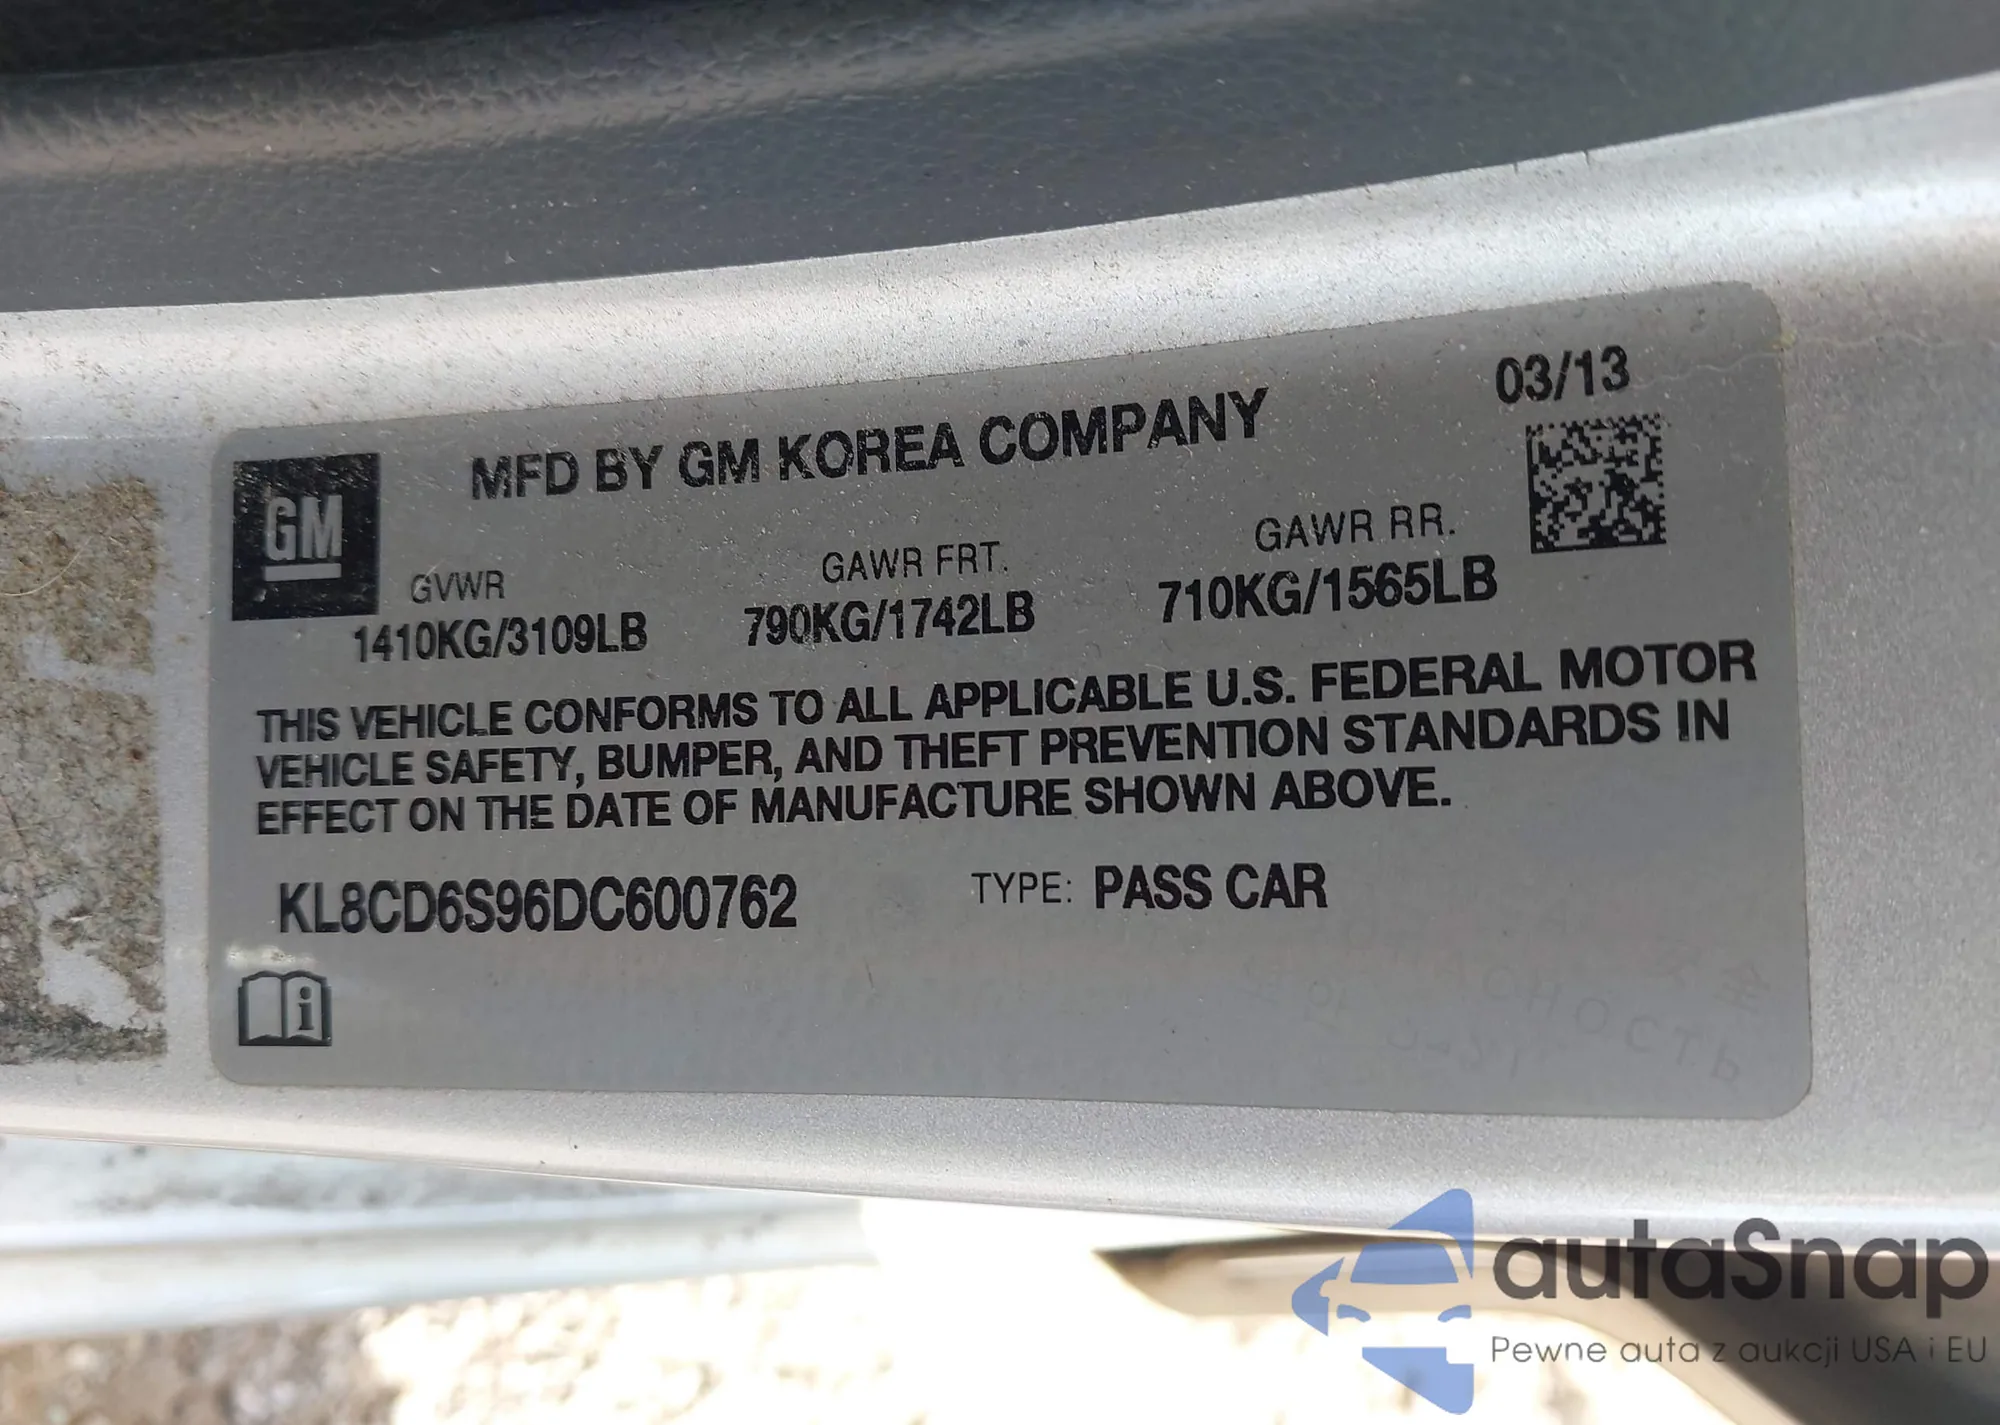 03/13
MFD BY GM KOREA COMPANY
GM
GVWR GAWR FRT. GAWR RR.
1410KG/3109LB 790KG/1742LB 710KG/1565LB
THIS VEHICLE CONFORMS TO ALL APPLICABLE U.S. FEDERAL MOTOR
VEHICLE SAFETY, BUMPER, AND THEFT PREVENTION STANDARDS IN
EFFECT ON THE DATE OF MANUFACTURE SHOWN ABOVE.
KL8CD6S96DC600762 TYPE: PASS CAR
i
autaSnap
Pewne auta z aukcji USA i EU